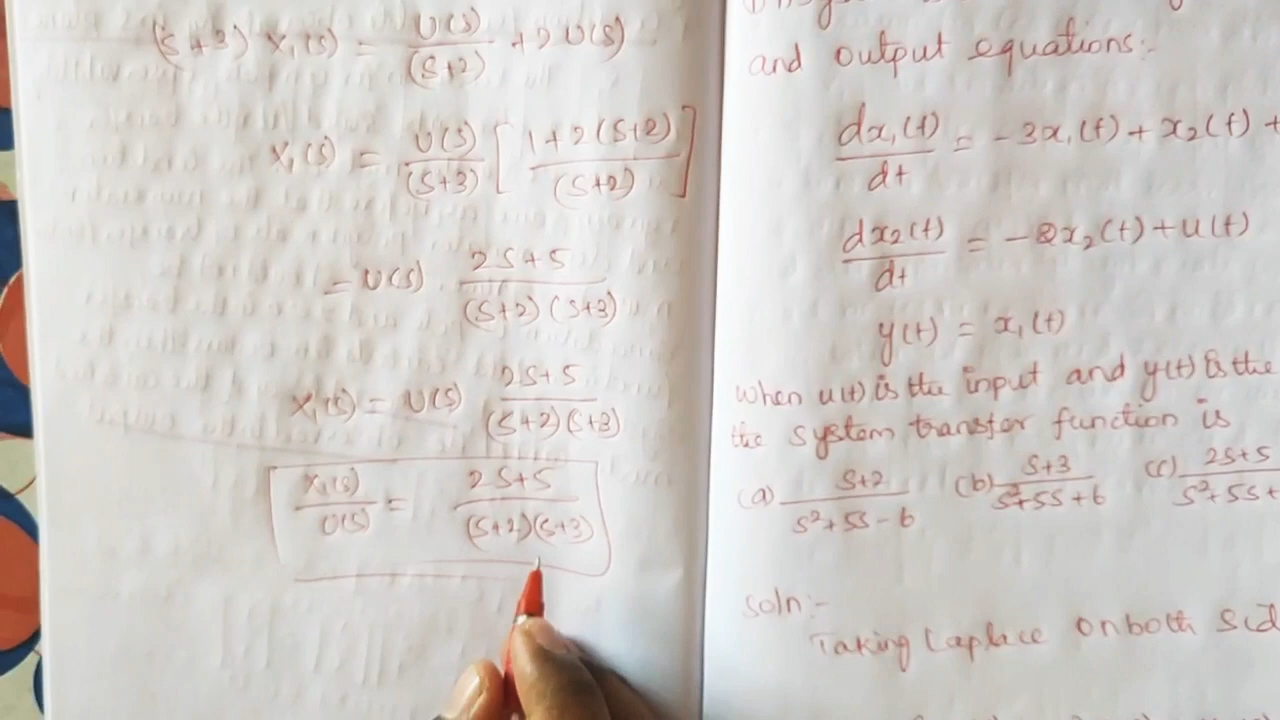 (s+3) X₁(s) = U(s)/(s+2) + 2 U(s)
X₁(s) = U(s)/(s+3) [ 1+2(s+2)/(s+2) ]
= U(s) 2s+5/(s+2)(s+3)
X₁(s) = U(s) 2s+5/(s+2)(s+3)
X₁(s)/U(s) = 2s+5/(s+2)(s+3)
and output equations:-
dx₁(t)/dt = -3x₁(t) + x₂(t) +
dx₂(t)/dt = -2x₂(t) + u(t)
y(t) = x₁(t)
when u(t) is the input and y(t) is the
the system transfer function is
(a) s+2/s²+5s-6 (b) s+3/s²+5s+6 (c) 2s+5/s²+5s+
Soln:-
Taking Laplace on both sid